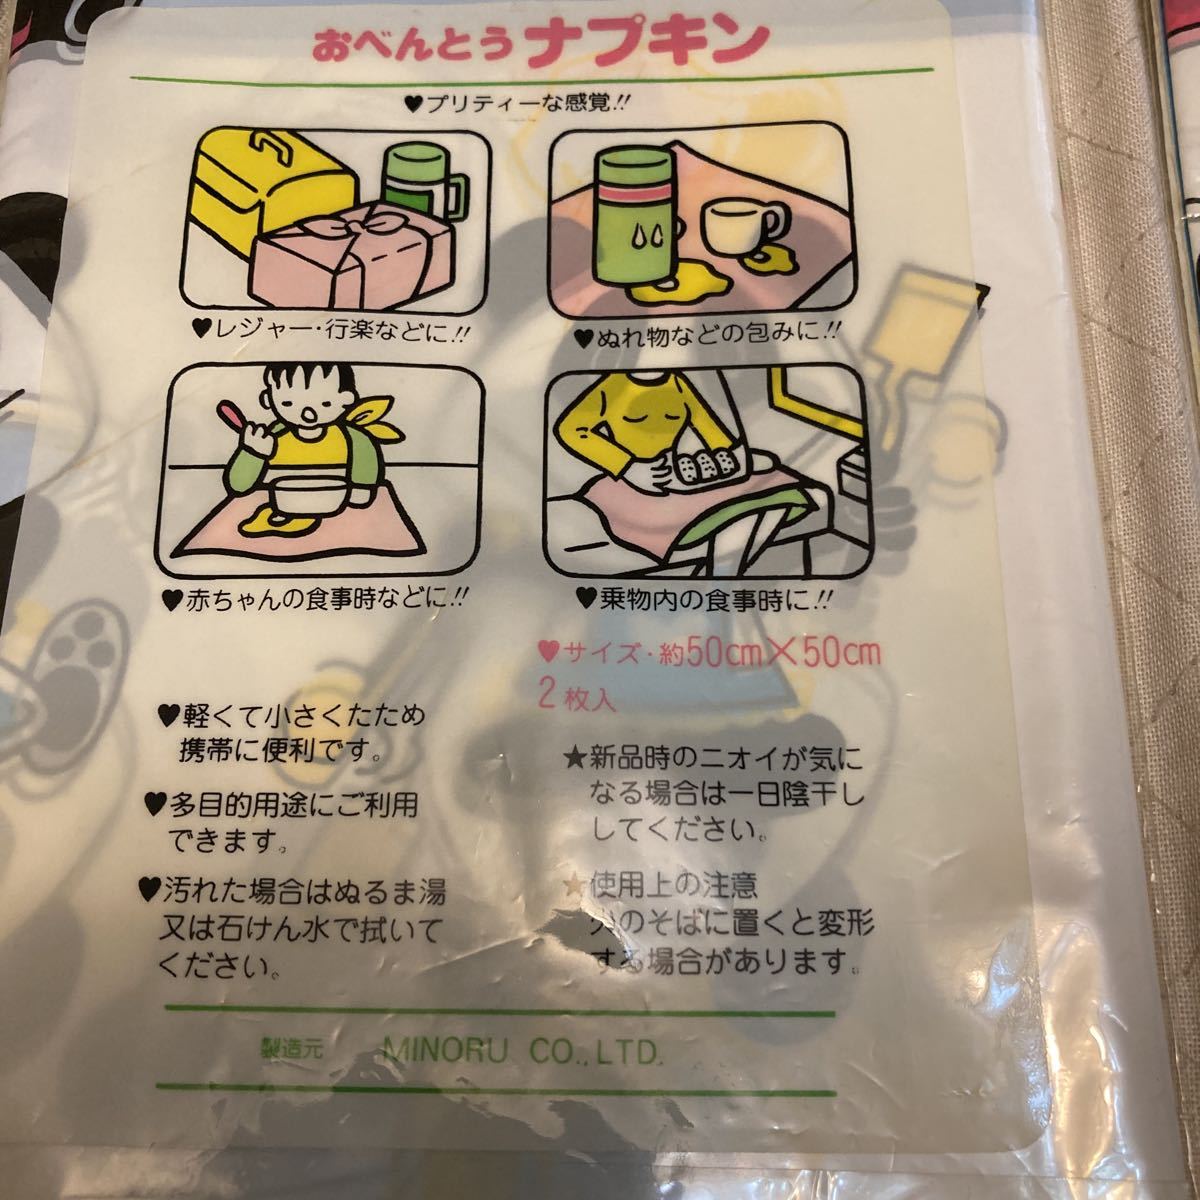 おべんとうナプキン
♥プリティーな感覚!!
♥レジャー・行楽などに!!
♥ぬれ物などの包みに!!
♥赤ちゃんの食事時などに!!
♥乗物内の食事時に!!
♥サイズ・約50cm×50cm
2枚入
♥軽くて小さくたためる
携帯に便利です。
♥多目的用途にご利用
できます。
♥汚れた場合はぬるま湯
又は石けん水で拭いて
ください。
★新品時のニオイが気に
なる場合は一日陰干し
してください。
★使用上の注意
火のそばに置くと変形
する場合があります。
製造元 MINORU CO.,LTD.